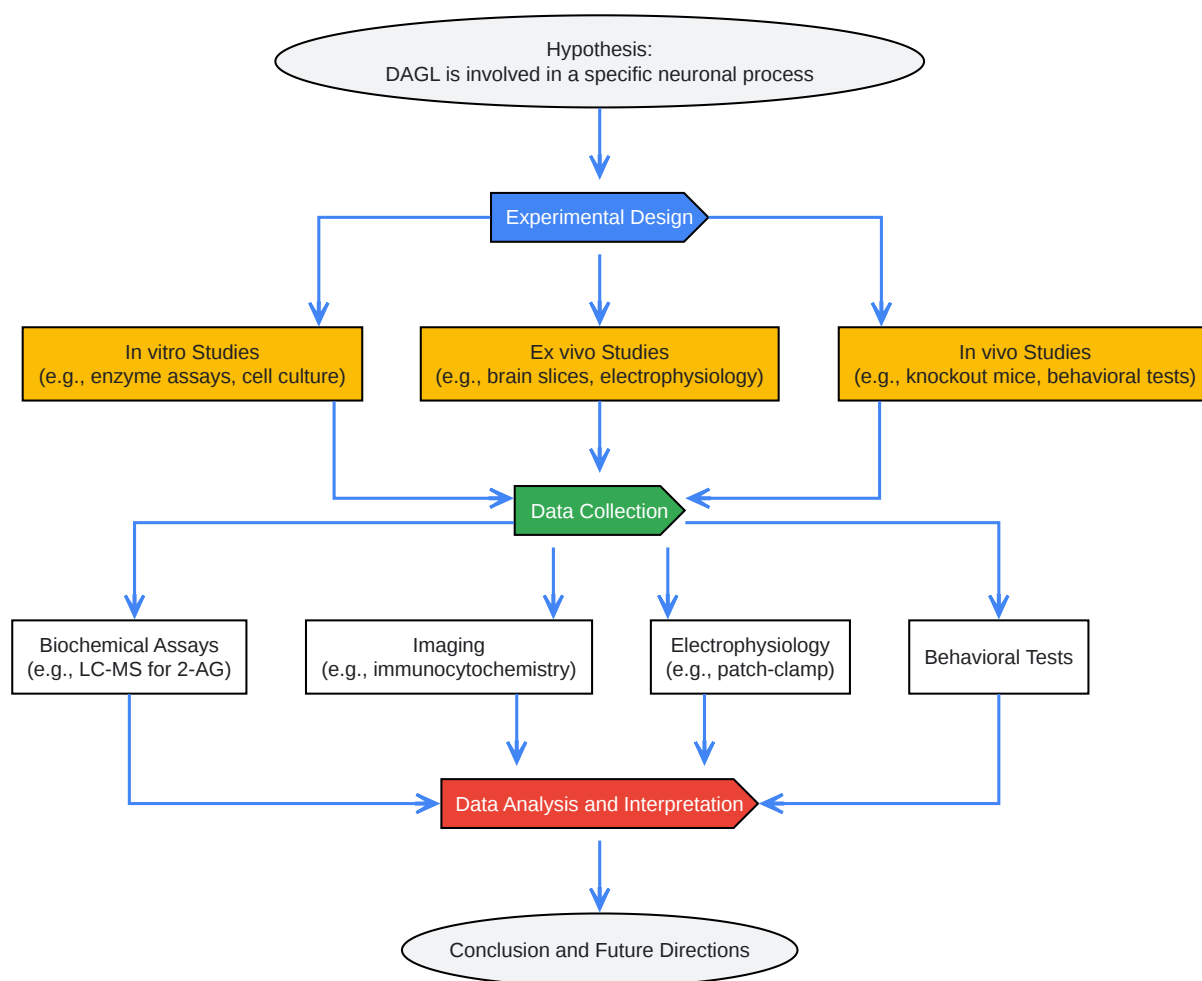 Hypothesis:
DAGL is involved in a specific neuronal process
Experimental Design
In vitro Studies
(e.g., enzyme assays, cell culture)
Ex vivo Studies
(e.g., brain slices, electrophysiology)
In vivo Studies
(e.g., knockout mice, behavioral tests)
Data Collection
Biochemical Assays
(e.g., LC-MS for 2-AG)
Imaging
(e.g., immunocytochemistry)
Electrophysiology
(e.g., patch-clamp)
Behavioral Tests
Data Analysis and Interpretation
Conclusion and Future Directions